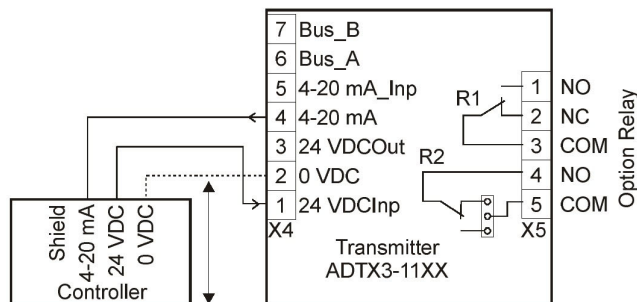 7 Bus_B
6 Bus_A
5 4-20 mA_Inp
4 4-20 mA
3 24 VDCOut
2 0 VDC
1 24 VDCInp
X4
R1
R2
1 NO
2 NC
3 COM
4 NO
5 COM
X5
Option Relay
Transmitter
ADTX3-11XX
Shield
4-20 mA
24 VDC
0 VDC
Controller